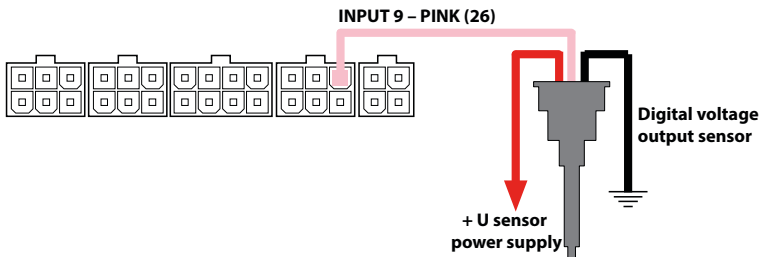 INPUT 9 – PINK (26)
Digital voltage
output sensor
+ U sensor
power supply